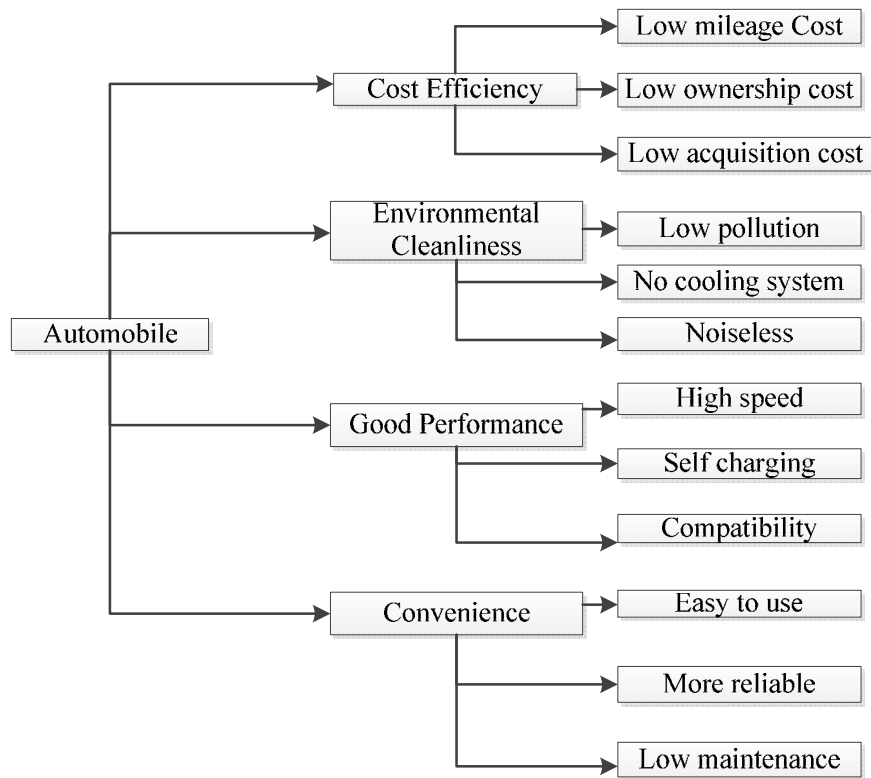 Automobile
Cost Efficiency
Low mileage Cost
Low ownership cost
Low acquisition cost
Environmental
Cleanliness
Low pollution
No cooling system
Noiseless
Good Performance
High speed
Self charging
Compatibility
Convenience
Easy to use
More reliable
Low maintenance